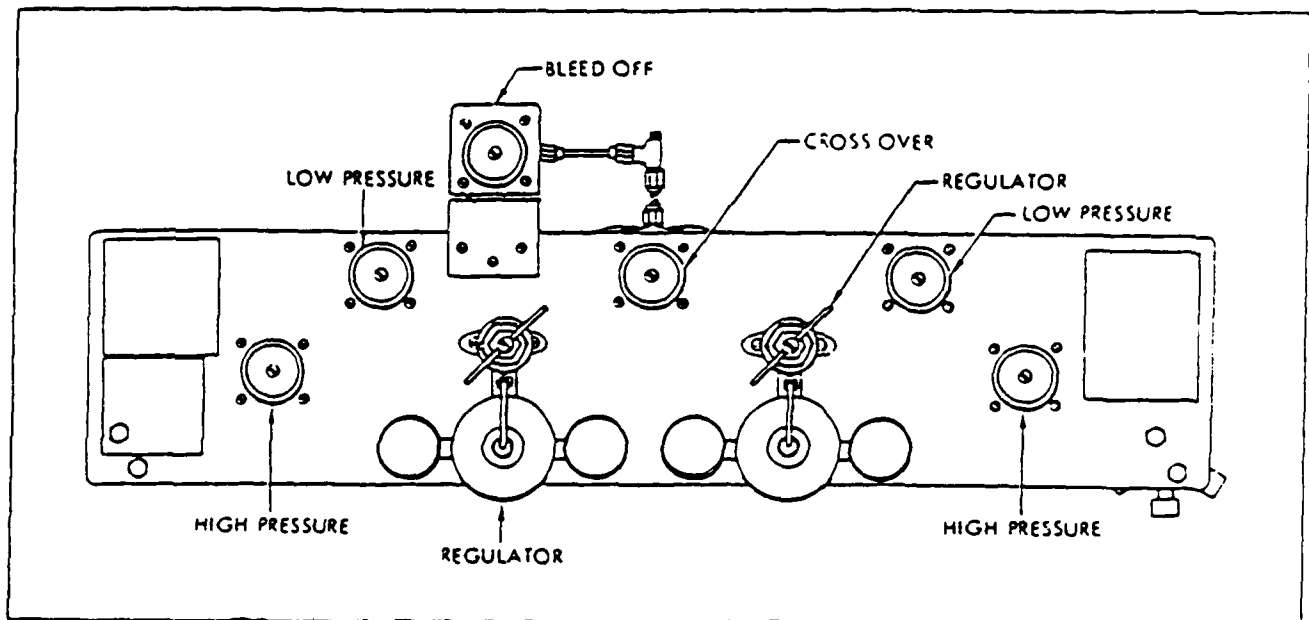 BLEED OFF
CROSS OVER
LOW PRESSURE
REGULATOR
LOW PRESSURE
HIGH PRESSURE
HIGH PRESSURE
REGULATOR